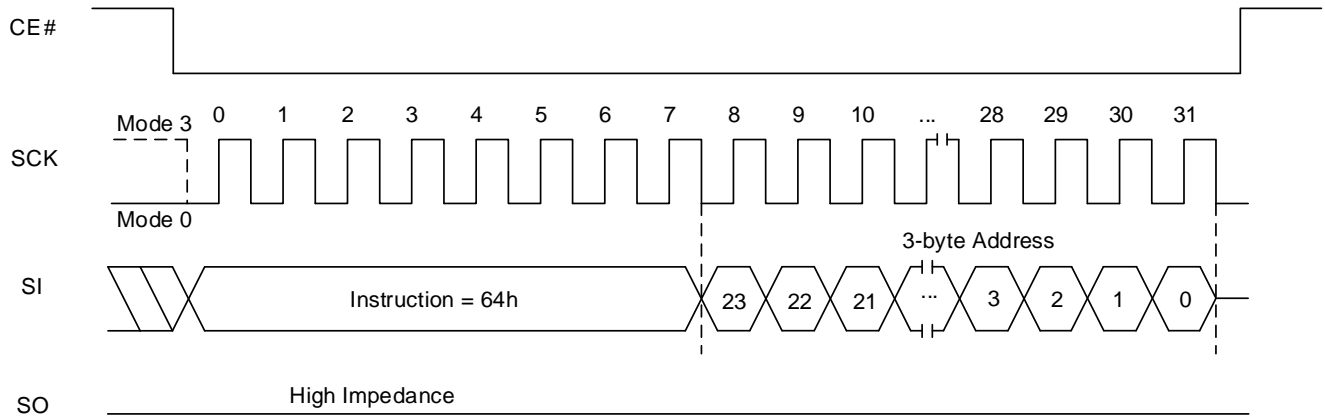 CE#
0 1 2 3 4 5 6 7 8 9 10 ... 28 29 30 31
Mode 3
SCK
Mode 0
3-byte Address
SI
Instruction = 64h 23 22 21 ... 3 2 1 0
High Impedance
SO